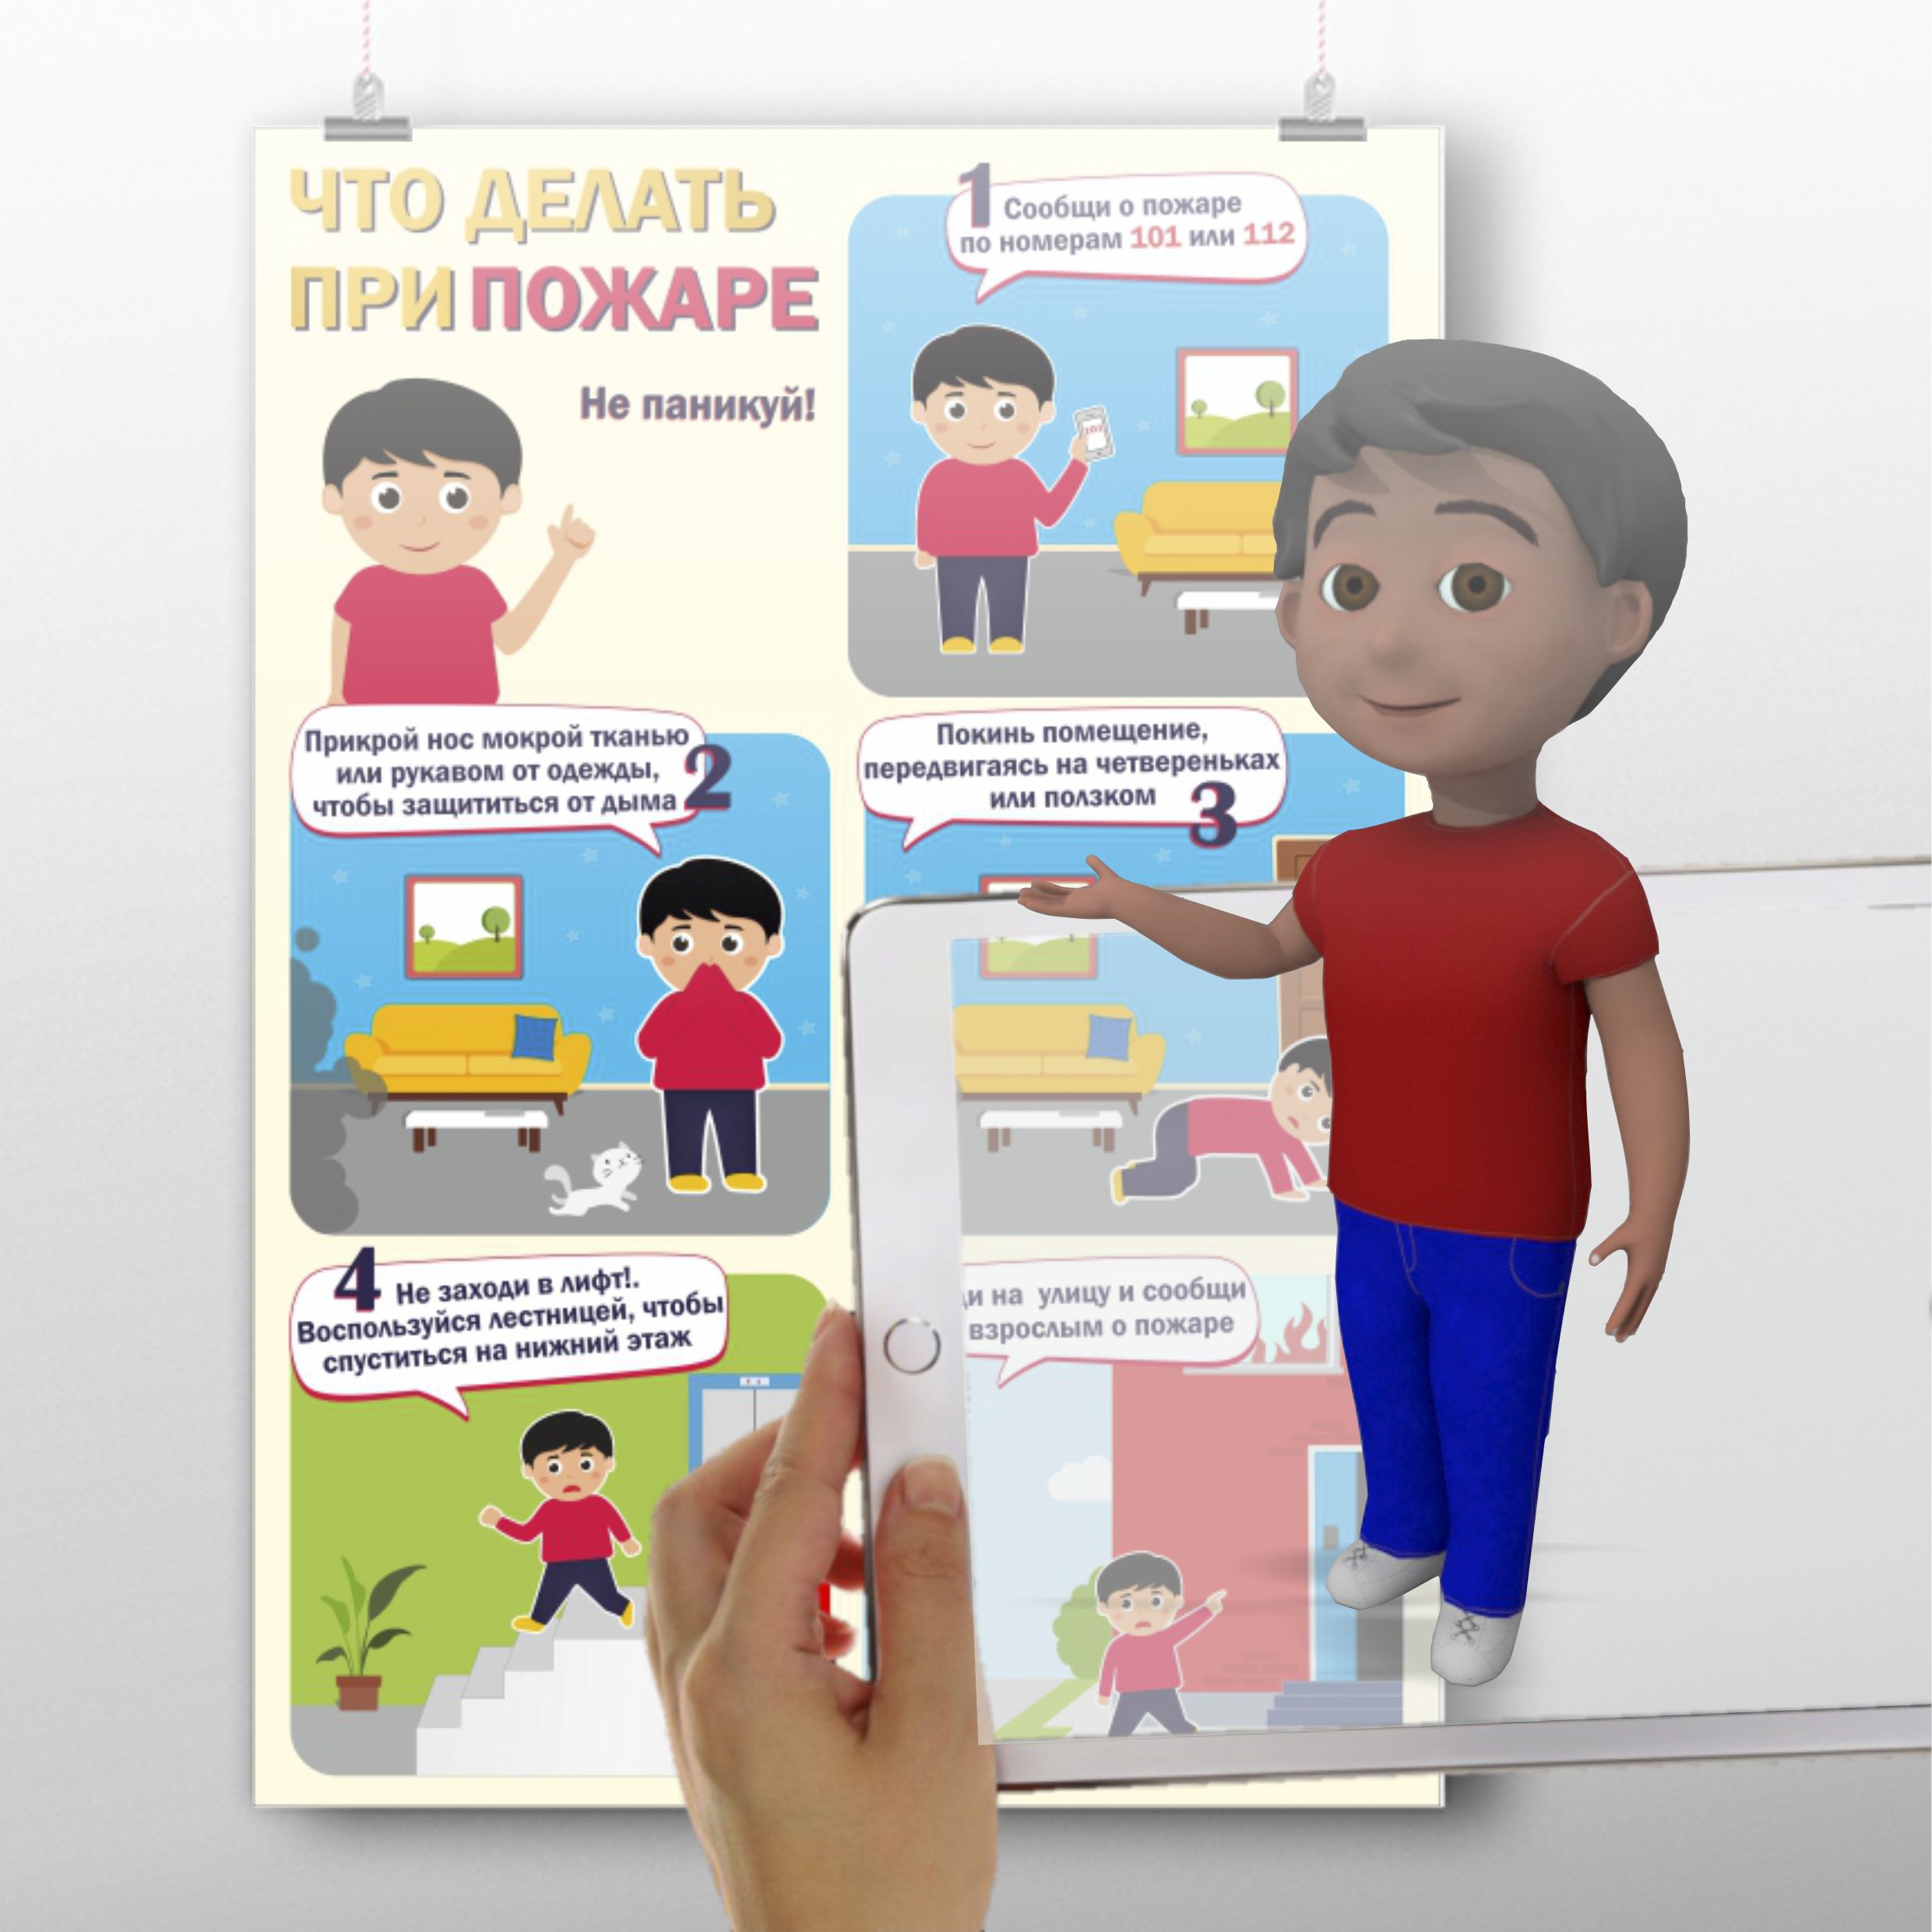 ЧТО ДЕЛАТЬ
ПРИ ПОЖАРЕ
Не паникуй!
1 Сообщи о пожаре
по номерам 101 или 112
Прикрой нос мокрой тканью
или рукавом от одежды,
чтобы защититься от дыма 2
Покинь помещение,
передвигаясь на четвереньках
или ползком 3
4 Не заходи в лифт!.
Воспользуйся лестницей, чтобы
спуститься на нижний этаж
на улицу и сообщи
взрослым о пожаре